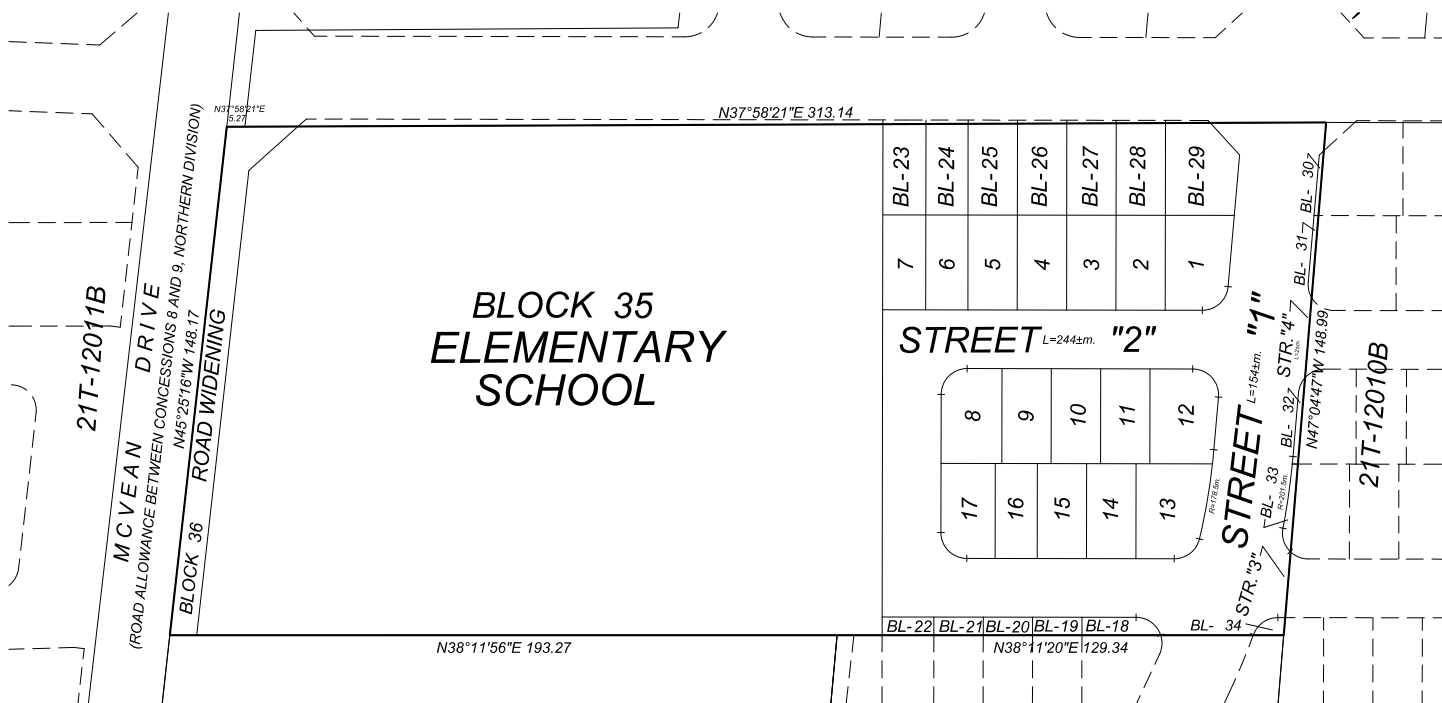 N37°58'21"E
5.27
N37°58'21"E 313.14
21T-12011B
MCVEAN DRIVE
(ROAD ALLOWANCE BETWEEN CONCESSIONS 8 AND 9, NORTHERN DIVISION)
N45°25'16"W 148.17
BLOCK 36 ROAD WIDENING
BLOCK 35
ELEMENTARY
SCHOOL
BL-23
BL-24
BL-25
BL-26
BL-27
BL-28
BL-29
7
6
5
4
3
2
1
STREET L=244±m. "2"
8
9
10
11
12
17
16
15
14
13
R=178.5m.
STREET L=154±m. "1"
BL- 30
BL- 31
STR. "4"
BL- 32
BL- 33
R=201.5m.
STR. "3"
BL- 34
N47°04'47"W 148.99
21T-12010B
BL-22
BL-21
BL-20
BL-19
BL-18
N38°11'56"E 193.27
N38°11'20"E 129.34